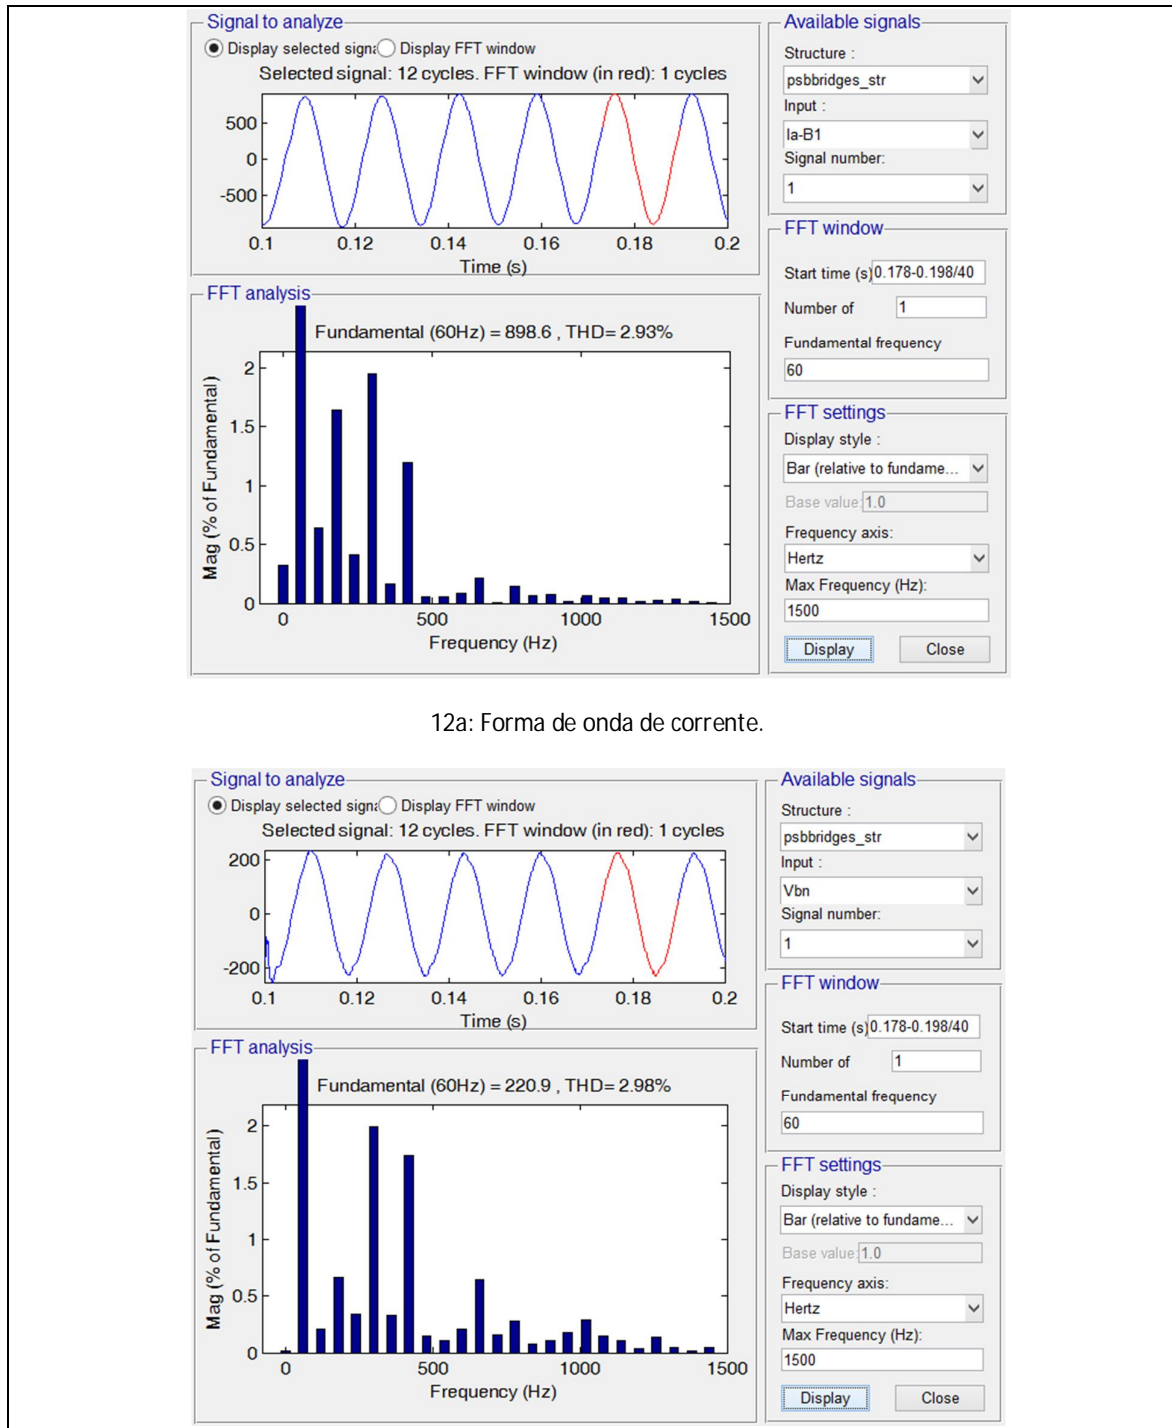 Signal to analyze
Display selected signa
Display FFT window
Selected signal: 12 cycles. FFT window (in red): 1 cycles
500
0
-500
0.1 0.12 0.14 0.16 0.18 0.2
Time (s)
FFT analysis
Fundamental (60Hz) = 898.6 , THD= 2.93%
2
1.5
1
0.5
0
Mag (% of Fundamental)
0 500 1000 1500
Frequency (Hz)
Available signals
Structure :
psbbridges_str
Input :
Ia-B1
Signal number:
1
FFT window
Start time (s) 0.178-0.198/40
Number of 1
Fundamental frequency
60
FFT settings
Display style :
Bar (relative to fundame...
Base value: 1.0
Frequency axis:
Hertz
Max Frequency (Hz):
1500
Display Close
12a: Forma de onda de corrente.
Signal to analyze
Display selected signa
Display FFT window
Selected signal: 12 cycles. FFT window (in red): 1 cycles
200
0
-200
0.1 0.12 0.14 0.16 0.18 0.2
Time (s)
FFT analysis
Fundamental (60Hz) = 220.9 , THD= 2.98%
2
1.5
1
0.5
0
Mag (% of Fundamental)
0 500 1000 1500
Frequency (Hz)
Available signals
Structure :
psbbridges_str
Input :
Vbn
Signal number:
1
FFT window
Start time (s) 0.178-0.198/40
Number of 1
Fundamental frequency
60
FFT settings
Display style :
Bar (relative to fundame...
Base value: 1.0
Frequency axis:
Hertz
Max Frequency (Hz):
1500
Display Close